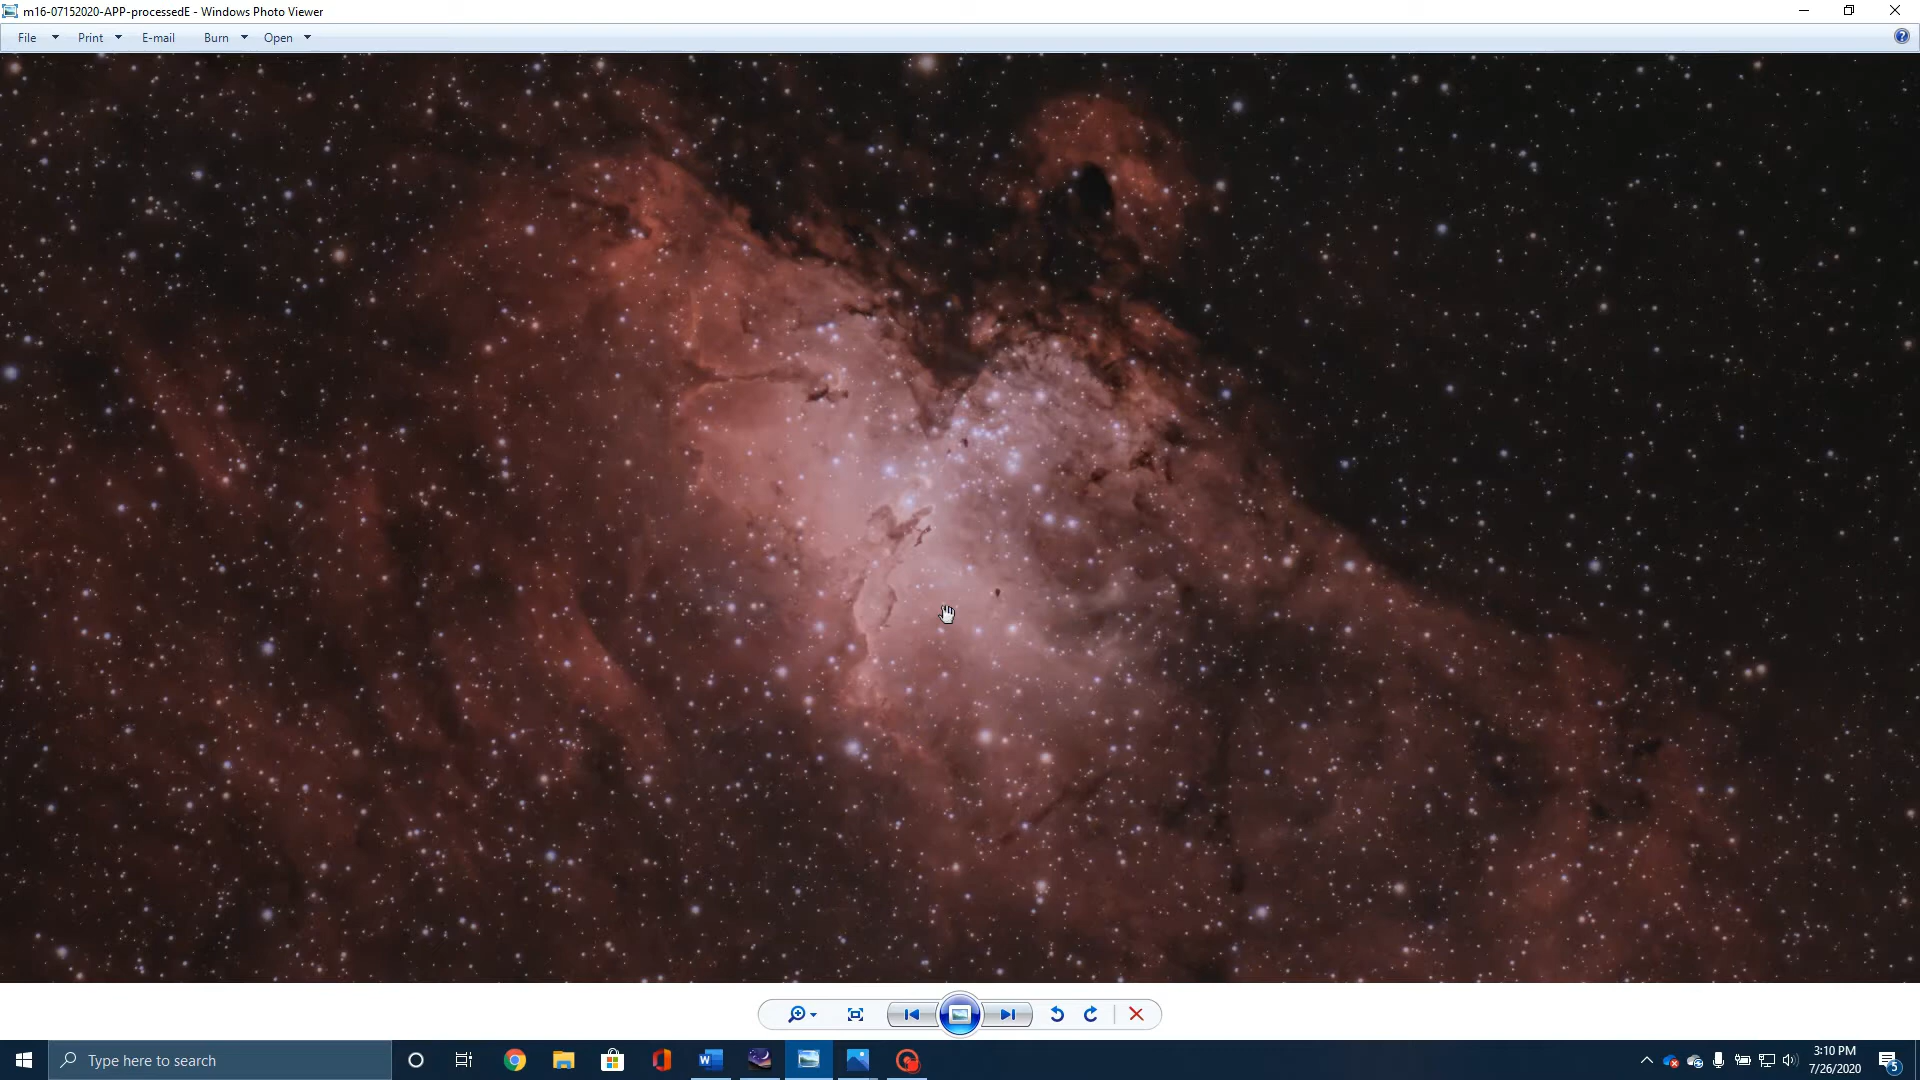 m16-07152020-APP-processedE - Windows Photo Viewer
File Print E-mail Burn Open
Type here to search
3:10 PM
7/26/2020
5